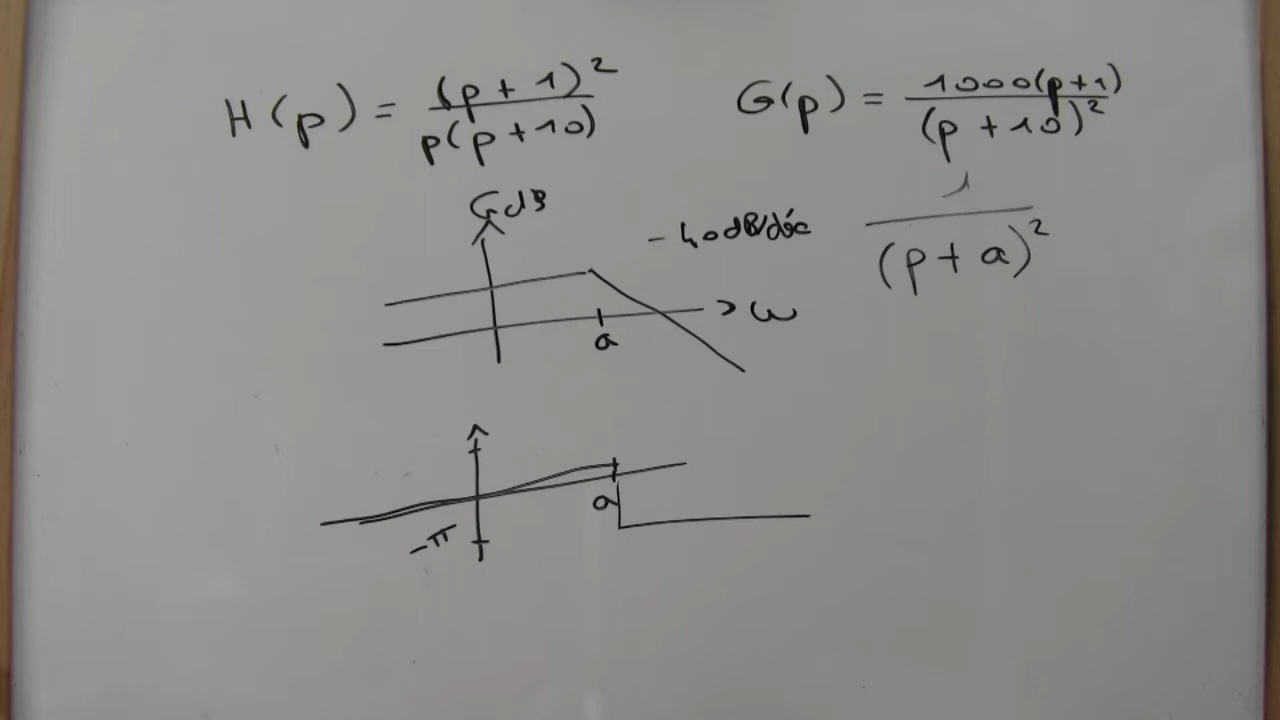 H(p) = (p + 1)² / p(p + 10)
G(p) = 1000(p+1) / (p + 10)²
1 / (p + a)²
GdB
- 40dB/déc
ω
a
a
-π